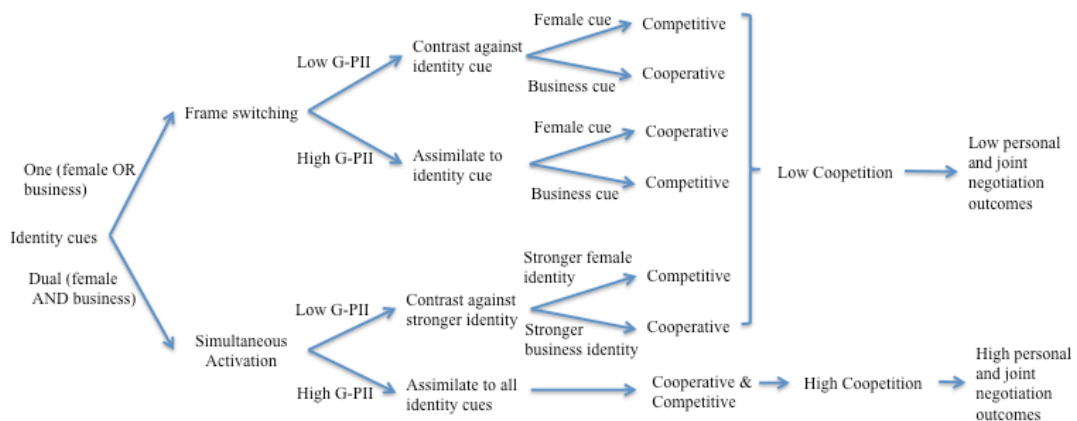 Identity cues
One (female OR
business)
Dual (female
AND business)
Frame switching
Low G-PII
Contrast against
identity cue
Female cue
Competitive
Business cue
Cooperative
High G-PII
Assimilate to
identity cue
Female cue
Cooperative
Business cue
Competitive
Simultaneous
Activation
Low G-PII
Contrast against
stronger identity
Stronger female
identity
Competitive
Stronger
business identity
Cooperative
High G-PII
Assimilate to all
identity cues
Cooperative &
Competitive
Low Coopetition
Low personal
and joint
negotiation
outcomes
High Coopetition
High personal
and joint
negotiation
outcomes